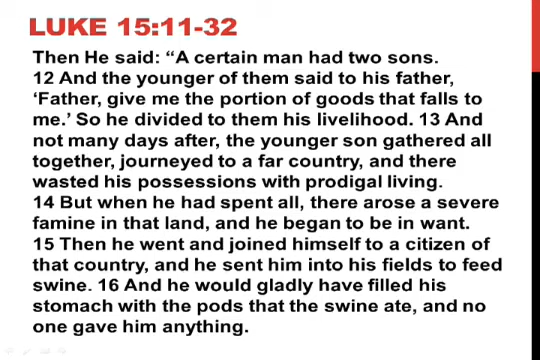 LUKE 15:11-32
Then He said: “A certain man had two sons.
12 And the younger of them said to his father,
‘Father, give me the portion of goods that falls to
me.’ So he divided to them his livelihood. 13 And
not many days after, the younger son gathered all
together, journeyed to a far country, and there
wasted his possessions with prodigal living.
14 But when he had spent all, there arose a severe
famine in that land, and he began to be in want.
15 Then he went and joined himself to a citizen of
that country, and he sent him into his fields to feed
swine. 16 And he would gladly have filled his
stomach with the pods that the swine ate, and no
one gave him anything.